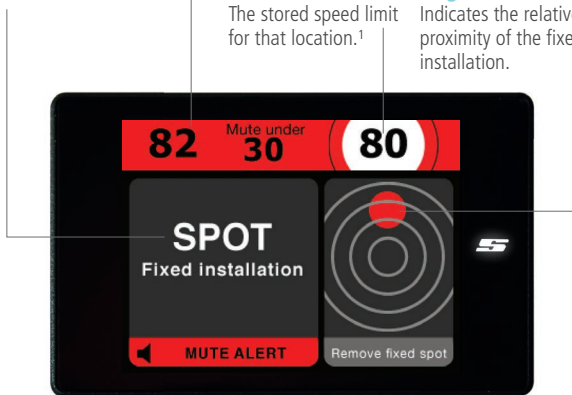 The stored speed limit
for that location.¹
Indicates the relative
proximity of the fixe
installation.
82
Mute under
30
80
SPOT
Fixed installation
MUTE ALERT
Remove fixed spot